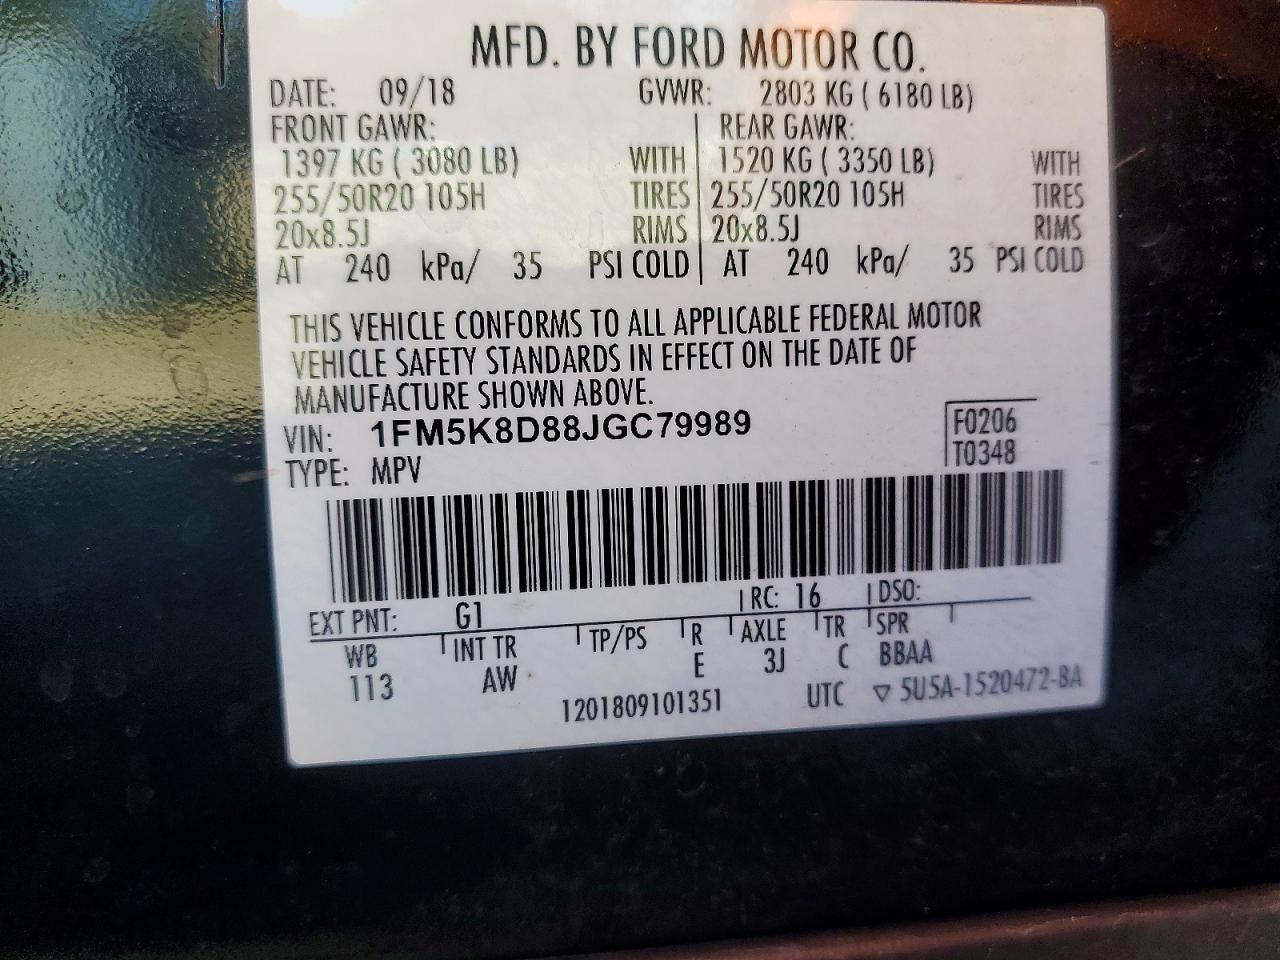 MFD. BY FORD MOTOR CO.
DATE: 09/18 GVWR: 2803 KG ( 6180 LB)
FRONT GAWR: REAR GAWR:
1397 KG ( 3080 LB) WITH 1520 KG ( 3350 LB) WITH
255/50R20 105H TIRES 255/50R20 105H TIRES
20x8.5J RIMS 20x8.5J RIMS
AT 240 kPa/ 35 PSI COLD AT 240 kPa/ 35 PSI COLD
THIS VEHICLE CONFORMS TO ALL APPLICABLE FEDERAL MOTOR
VEHICLE SAFETY STANDARDS IN EFFECT ON THE DATE OF
MANUFACTURE SHOWN ABOVE.
VIN: 1FM5K8D88JGC79989 F0206
TYPE: MPV T0348
EXT PNT: G1 RC: 16 DSO:
WB INT TR TP/PS R AXLE TR SPR
113 AW E 3J C BBAA
1201809101351 UTC ▽ 5U5A-1520472-BA